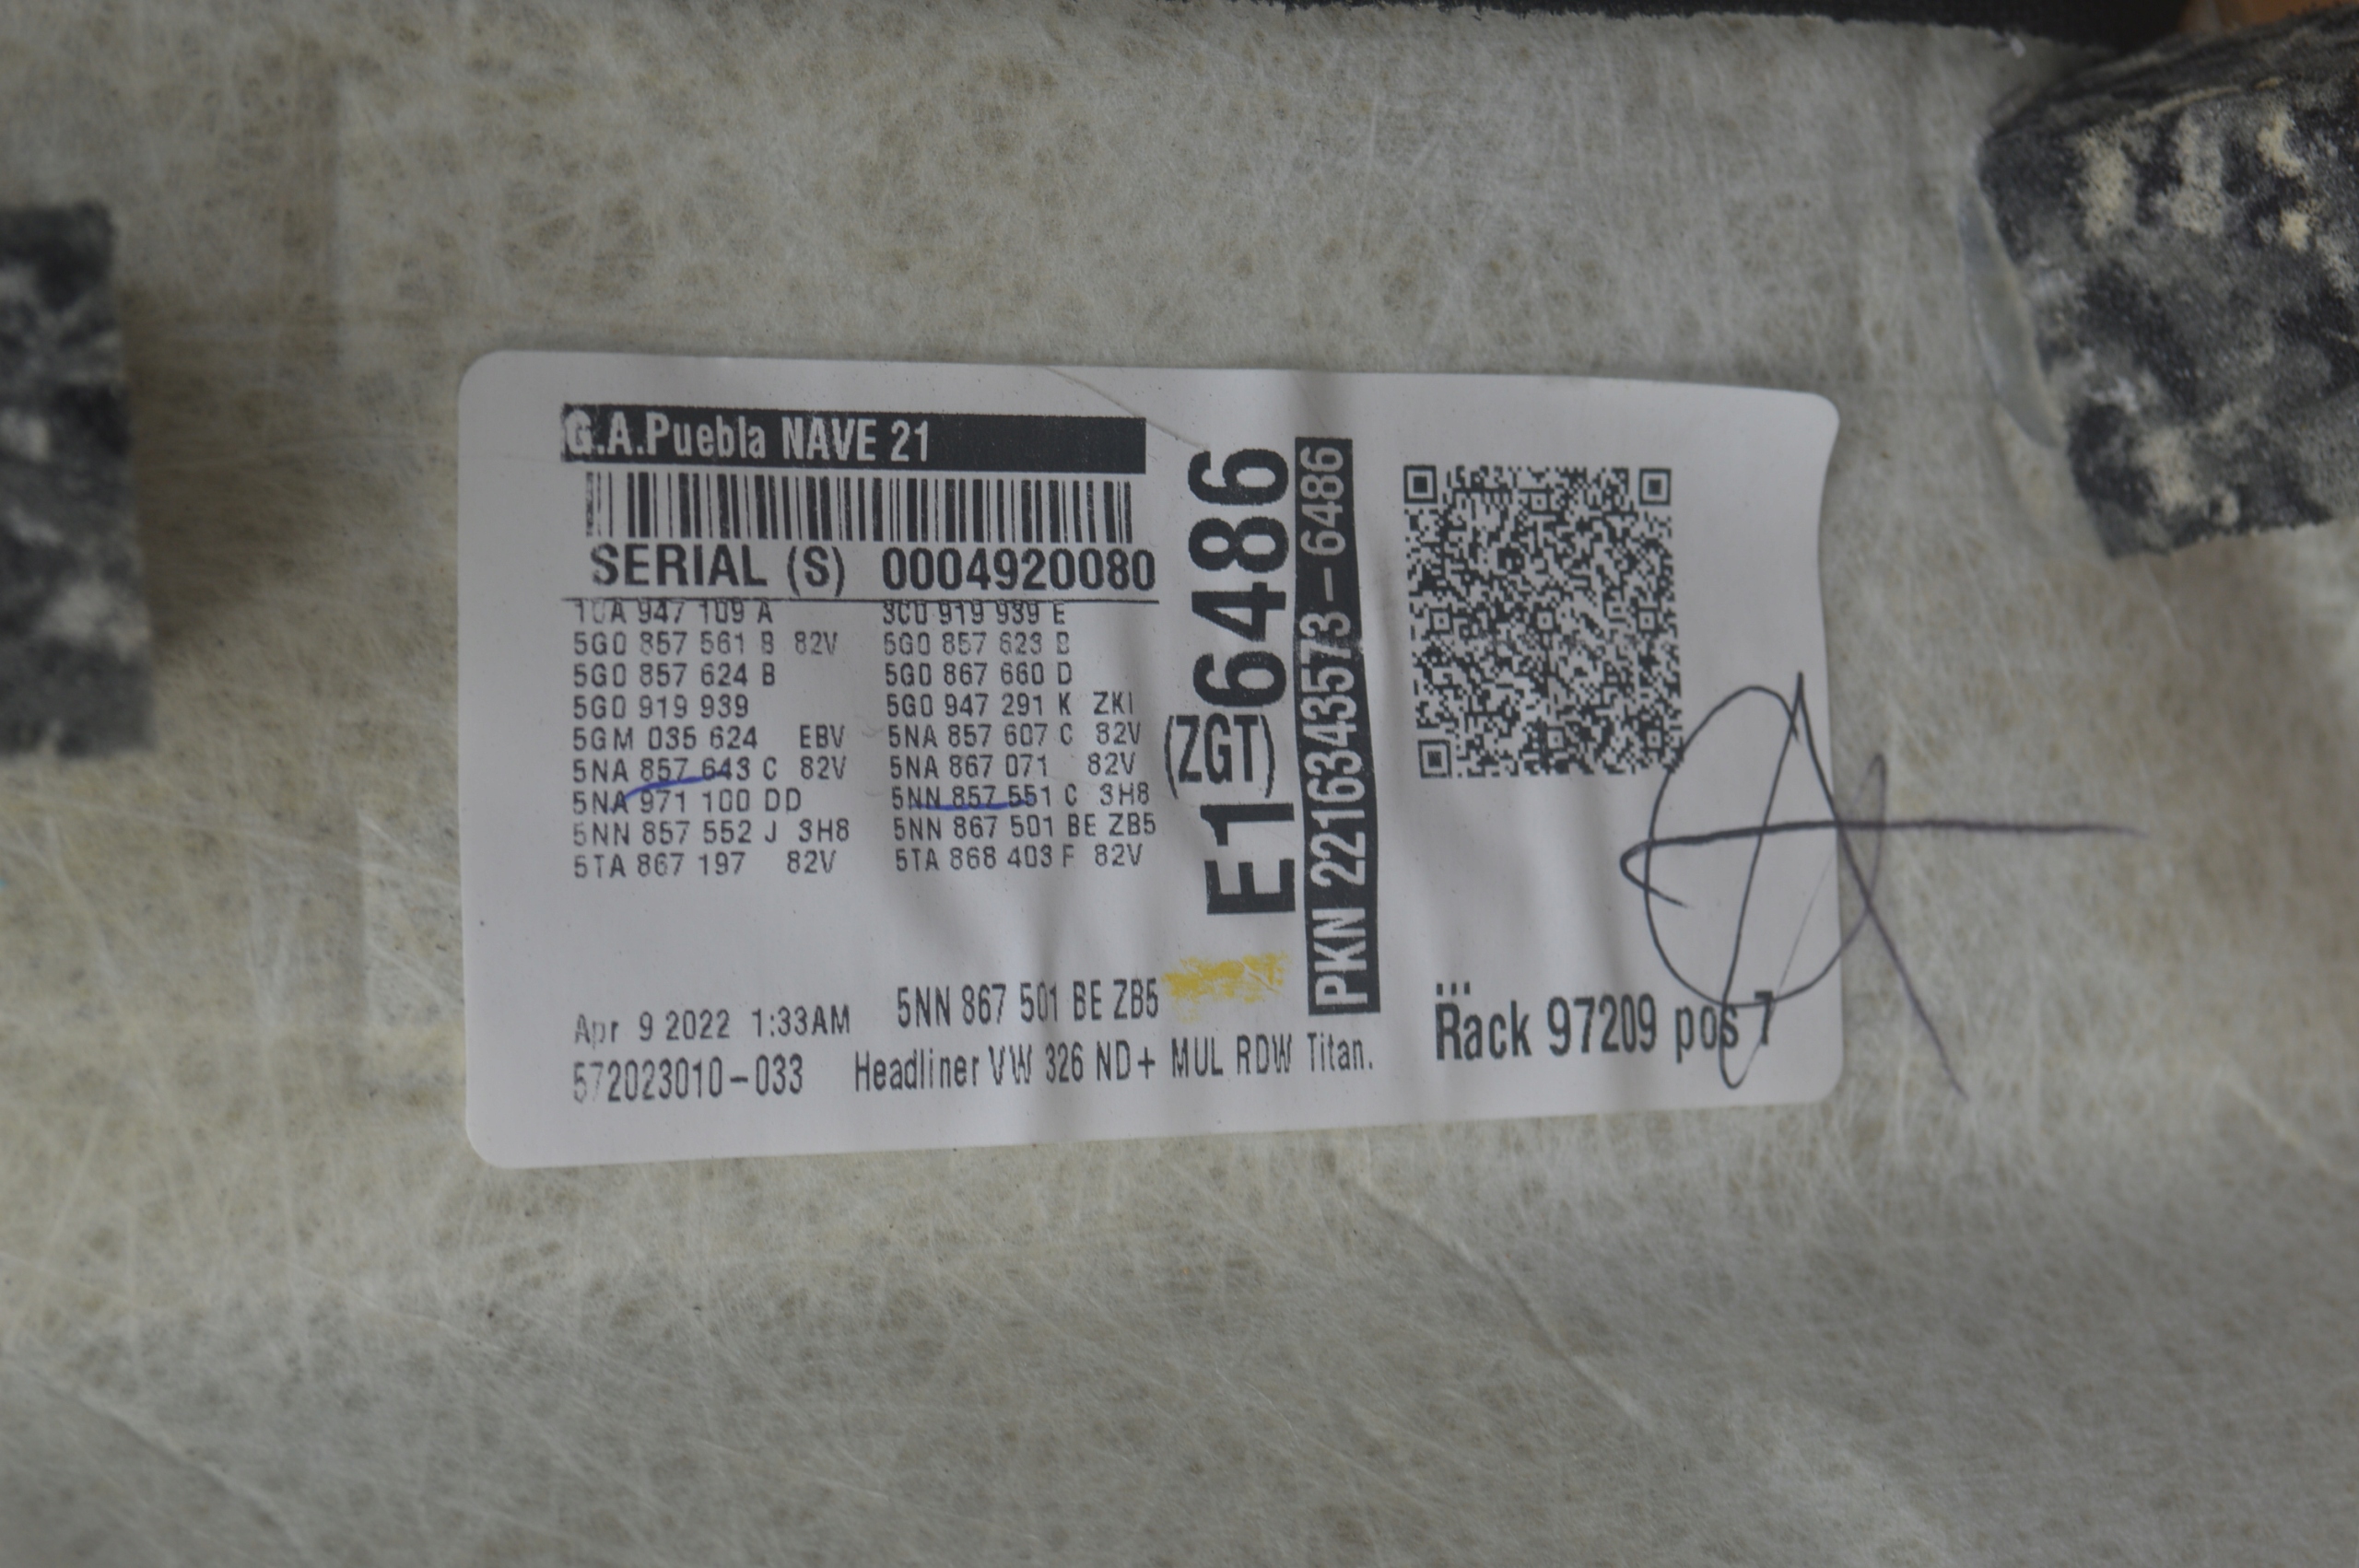 G.A.Puebla NAVE 21
SERIAL (S) 0004920080
10A 947 109 A 3C0 919 939 E
5G0 857 561 B 82V 5G0 857 623 B
5G0 857 624 B 5G0 867 660 D
5G0 919 939 5G0 947 291 K ZKI
5GM 035 624 EBV 5NA 857 607 C 82V
5NA 857 643 C 82V 5NA 867 071 82V
5NA 971 100 DD 5NN 857 551 C 3H8
5NN 857 552 J 3H8 5NN 867 501 BE ZB5
5TA 867 197 82V 5TA 868 403 F 82V
Apr 9 2022 1:33AM 5NN 867 501 BE ZB5
572023010-033 Headliner VW 326 ND+ MUL RDW Titan.
E16486
(ZGT)
PKN 2216343573-6486
...
Rack 97209 pos 7